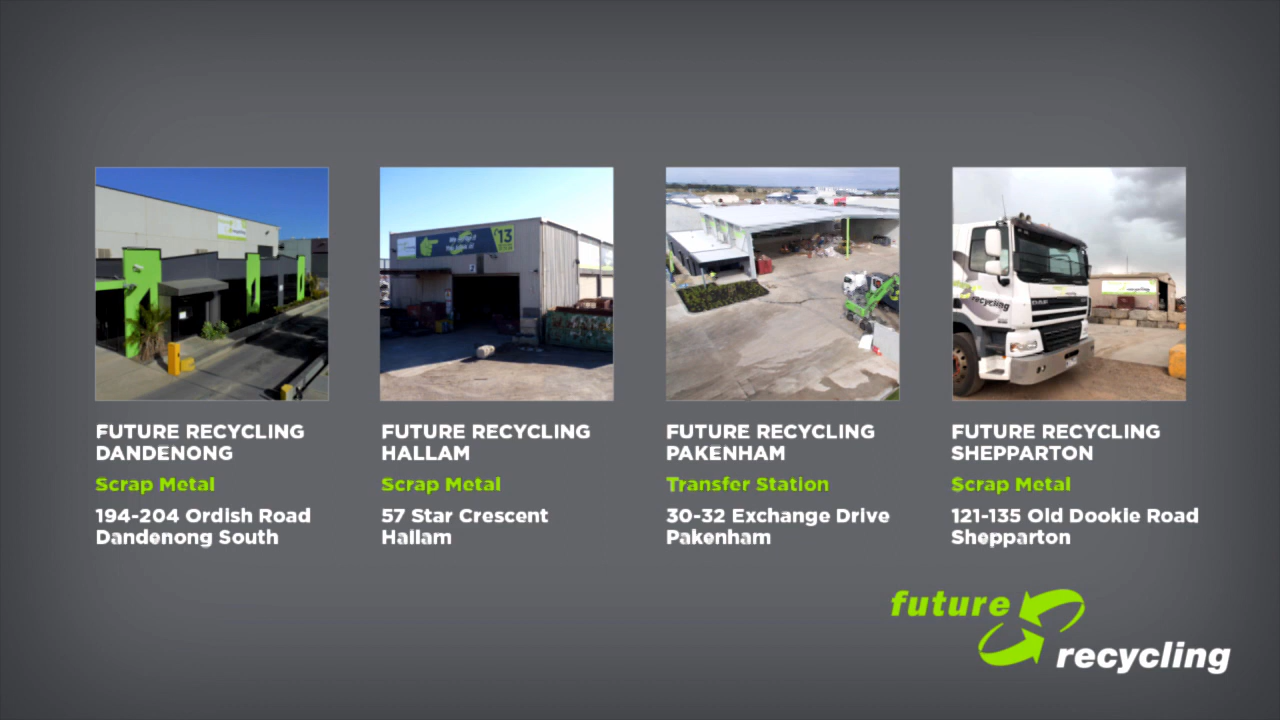 FUTURE RECYCLING
DANDENONG
Scrap Metal
194-204 Ordish Road
Dandenong South
FUTURE RECYCLING
HALLAM
Scrap Metal
57 Star Crescent
Hallam
FUTURE RECYCLING
PAKENHAM
Transfer Station
30-32 Exchange Drive
Pakenham
FUTURE RECYCLING
SHEPPARTON
Scrap Metal
121-135 Old Dookie Road
Shepparton
13
recycling
future
recycling